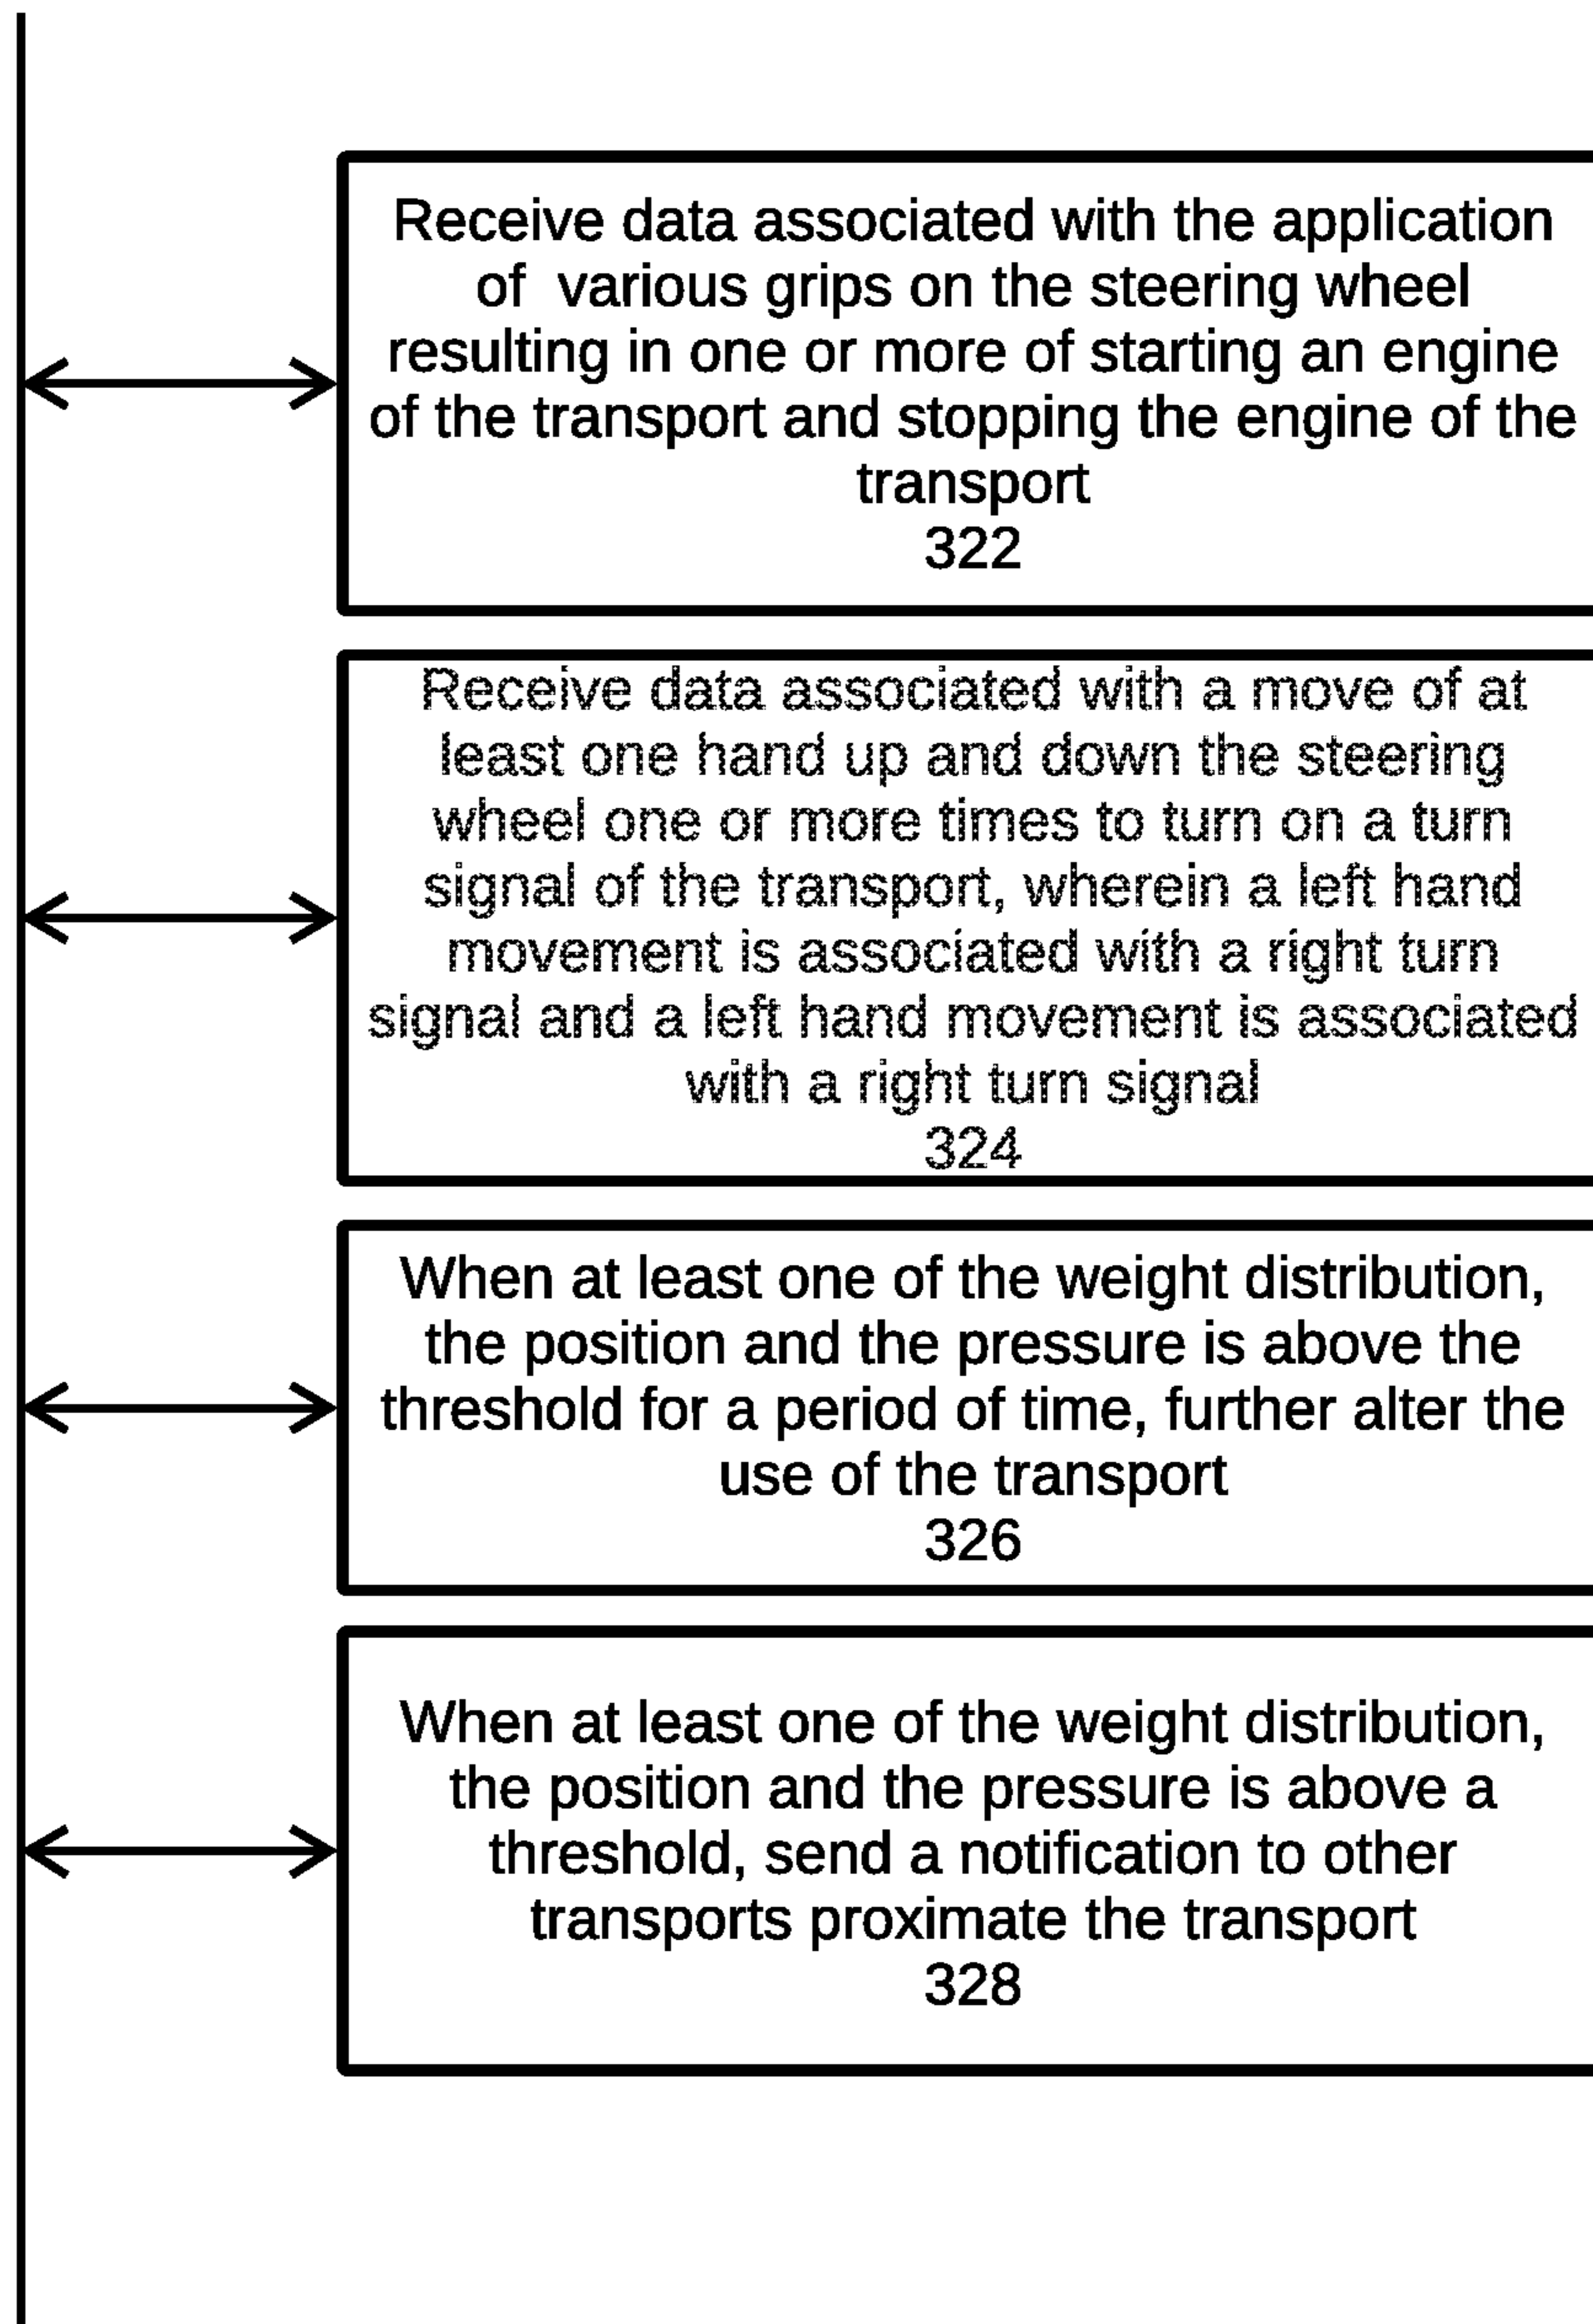 Receive data associated with the application
of various grips on the steering wheel
resulting in one or more of starting an engine
of the transport and stopping the engine of the
transport
322
Receive data associated with a move of at
least one hand up and down the steering
wheel one or more times to turn on a turn
signal of the transport, wherein a left hand
movement is associated with a right turn
signal and a left hand movement is associated
with a right turn signal
324
When at least one of the weight distribution,
the position and the pressure is above the
threshold for a period of time, further alter the
use of the transport
326
When at least one of the weight distribution,
the position and the pressure is above a
threshold, send a notification to other
transports proximate the transport
328